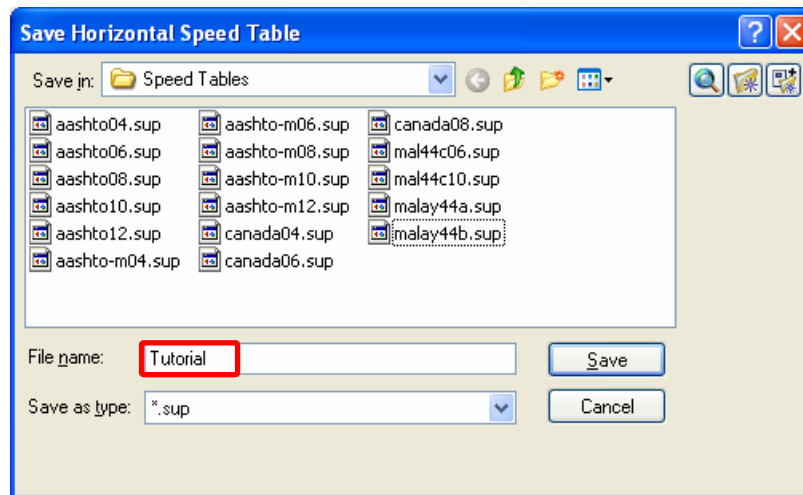 Save Horizontal Speed Table
Save in: Speed Tables
aashto04.sup aashto-m06.sup canada08.sup
aashto06.sup aashto-m08.sup mal44c06.sup
aashto08.sup aashto-m10.sup mal44c10.sup
aashto10.sup aashto-m12.sup malay44a.sup
aashto12.sup canada04.sup malay44b.sup
aashto-m04.sup canada06.sup
File name: Tutorial Save
Save as type: *.sup Cancel